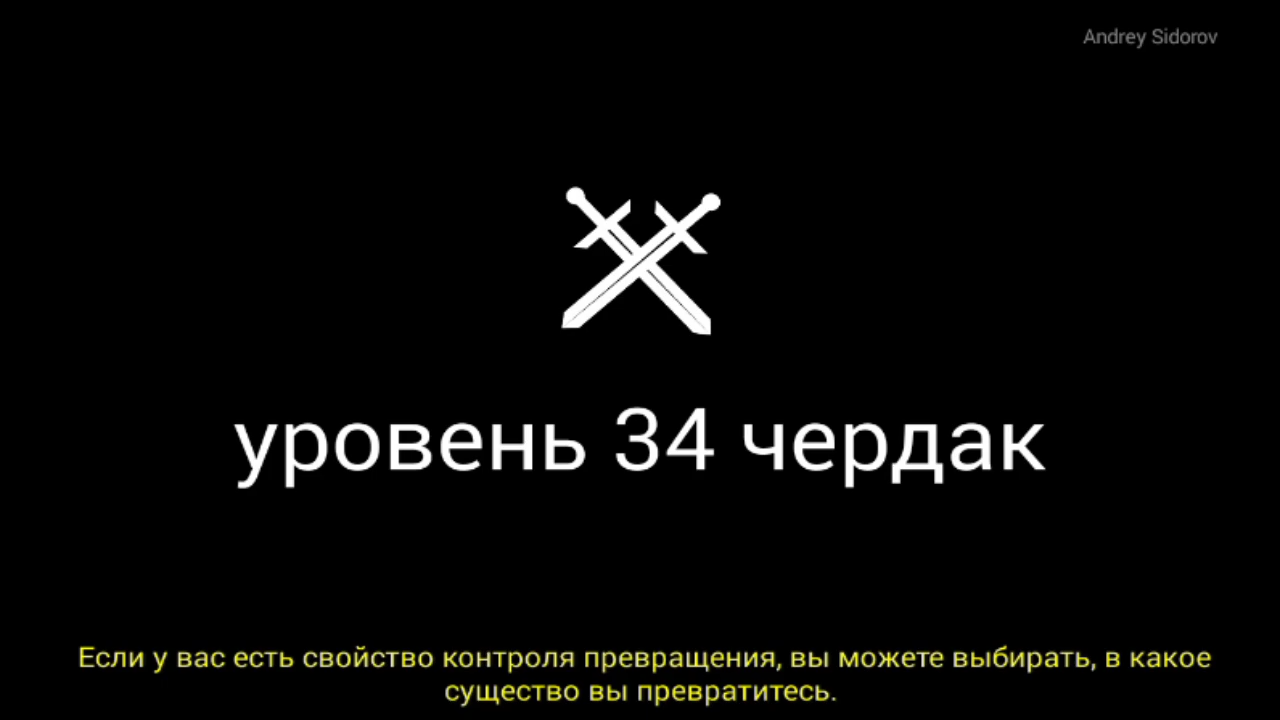 Andrey Sidorov
уровень 34 чердак
Если у вас есть свойство контроля превращения, вы можете выбирать, в какое
существо вы превратитесь.